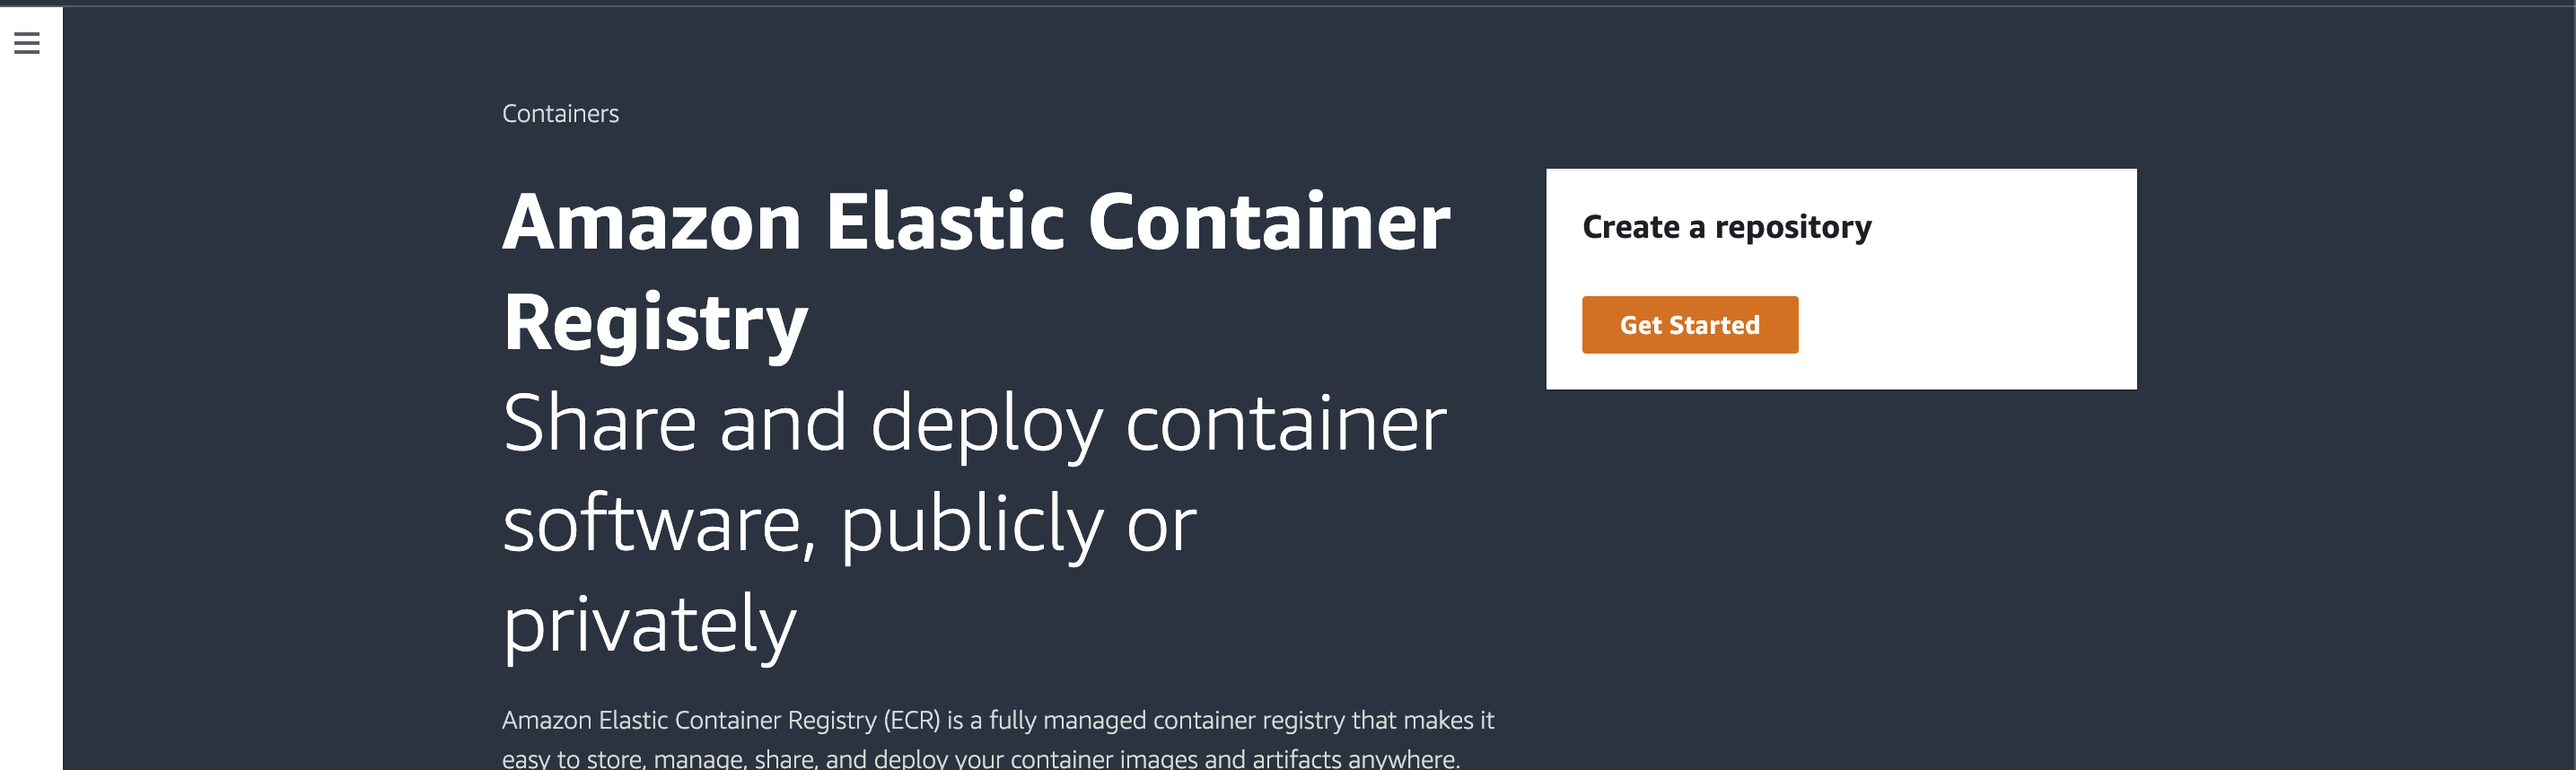 Containers
Amazon Elastic Container
Registry
Share and deploy container
software, publicly or
privately
Amazon Elastic Container Registry (ECR) is a fully managed container registry that makes it
easy to store, manage, share, and deploy your container images and artifacts anywhere.
Create a repository
Get Started